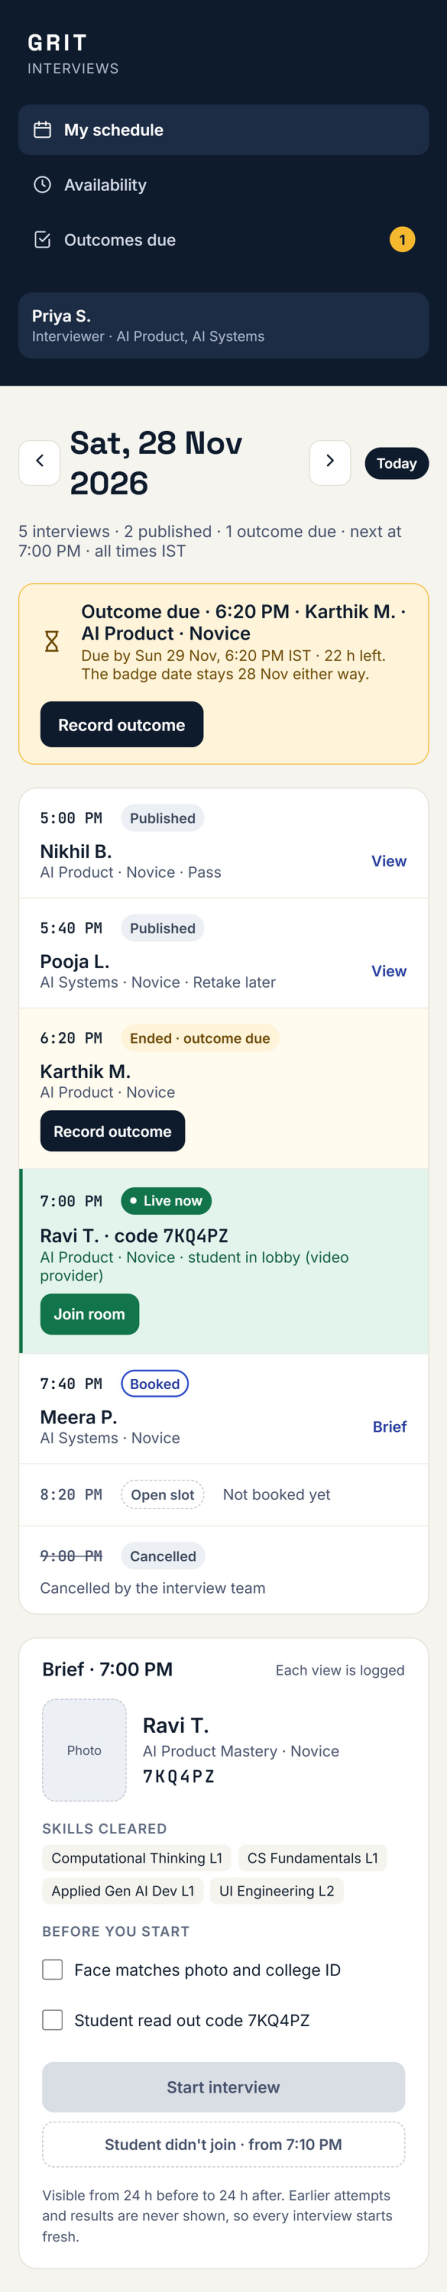 GRIT
INTERVIEWS
My schedule
Availability
Outcomes due 1
Priya S.
Interviewer · AI Product, AI Systems
Sat, 28 Nov
2026
Today
5 interviews · 2 published · 1 outcome due · next at
7:00 PM · all times IST
Outcome due · 6:20 PM · Karthik M. ·
AI Product · Novice
Due by Sun 29 Nov, 6:20 PM IST · 22 h left.
The badge date stays 28 Nov either way.
Record outcome
5:00 PM Published
Nikhil B.
AI Product · Novice · Pass
View
5:40 PM Published
Pooja L.
AI Systems · Novice · Retake later
View
6:20 PM Ended · outcome due
Karthik M.
AI Product · Novice
Record outcome
7:00 PM Live now
Ravi T. · code 7KQ4PZ
AI Product · Novice · student in lobby (video
provider)
Join room
7:40 PM Booked
Meera P.
AI Systems · Novice
Brief
8:20 PM Open slot Not booked yet
9:00 PM Cancelled
Cancelled by the interview team
Brief · 7:00 PM Each view is logged
Photo
Ravi T.
AI Product Mastery · Novice
7KQ4PZ
SKILLS CLEARED
Computational Thinking L1 CS Fundamentals L1
Applied Gen AI Dev L1 UI Engineering L2
BEFORE YOU START
Face matches photo and college ID
Student read out code 7KQ4PZ
Start interview
Student didn't join · from 7:10 PM
Visible from 24 h before to 24 h after. Earlier attempts
and results are never shown, so every interview starts
fresh.